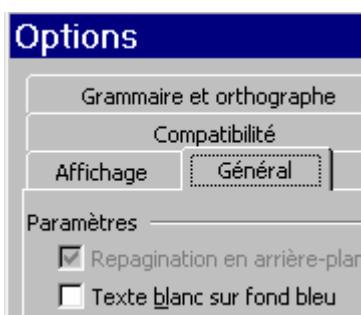 Options
Grammaire et orthographe
Compatibilité
Affichage
Général
Paramètres
Repagination en arrière-plan
Texte blanc sur fond bleu